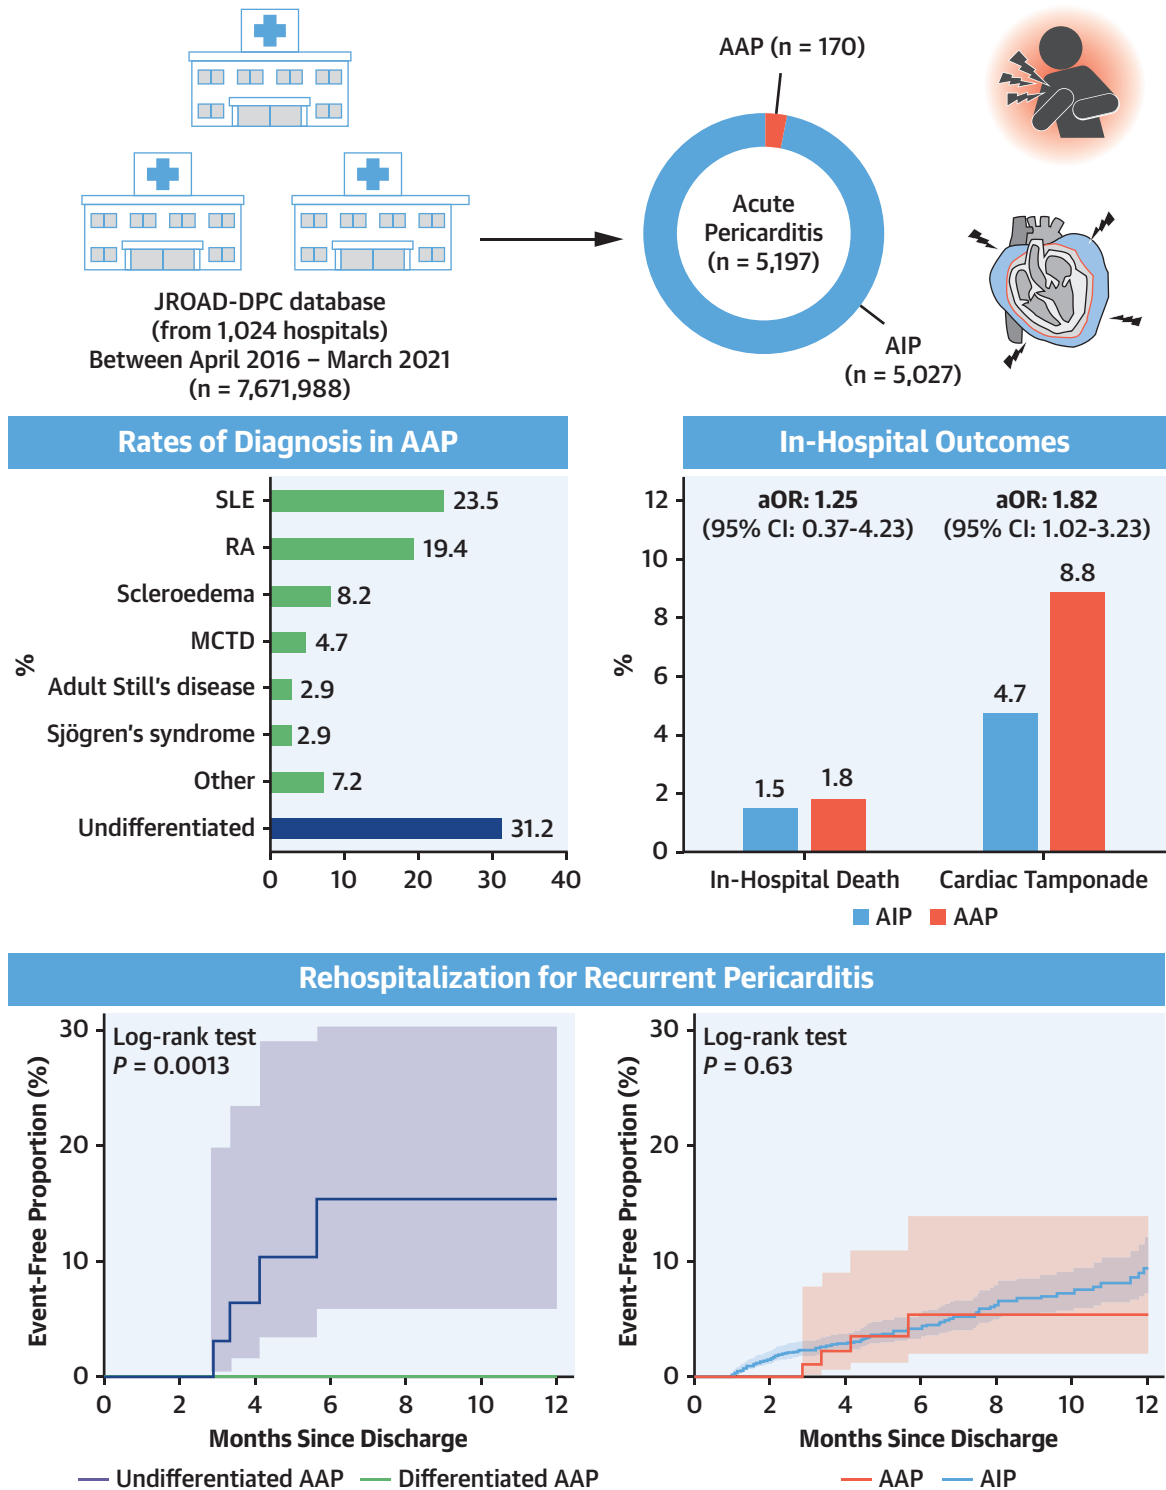 JROAD-DPC database
(from 1,024 hospitals)
Between April 2016 – March 2021
(n = 7,671,988)
AAP (n = 170)
Acute
Pericarditis
(n = 5,197)
AIP
(n = 5,027)
Rates of Diagnosis in AAP
%
SLE 23.5
RA 19.4
Scleroedema 8.2
MCTD 4.7
Adult Still's disease 2.9
Sjögren's syndrome 2.9
Other 7.2
Undifferentiated 31.2
0 10 20 30 40
In-Hospital Outcomes
%
12
10
8
6
4
2
0
aOR: 1.25
(95% CI: 0.37-4.23)
aOR: 1.82
(95% CI: 1.02-3.23)
1.5
1.8
4.7
8.8
In-Hospital Death
Cardiac Tamponade
AIP AAP
Rehospitalization for Recurrent Pericarditis
Event-Free Proportion (%)
30
20
10
0
Log-rank test
P = 0.0013
0 2 4 6 8 10 12
Months Since Discharge
Undifferentiated AAP Differentiated AAP
Event-Free Proportion (%)
30
20
10
0
Log-rank test
P = 0.63
0 2 4 6 8 10 12
Months Since Discharge
AAP AIP